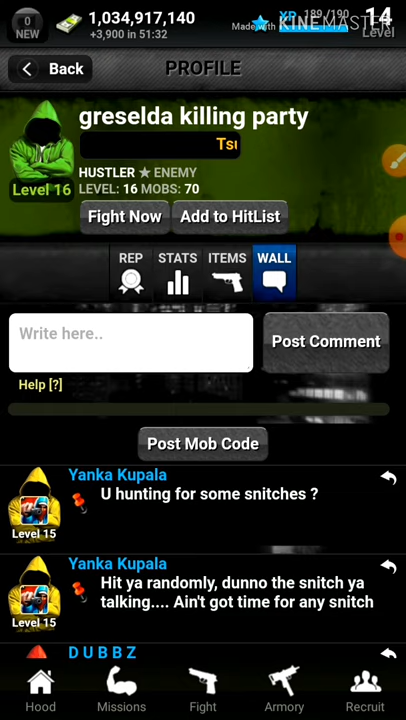 0
NEW
1,034,917,140
+3,900 in 51:32
Made with KINEMASTER
XP 189/190
14
Level
Back
PROFILE
greselda killing party
Level 16
HUSTLER ★ ENEMY
LEVEL: 16 MOBS: 70
Fight Now
Add to HitList
REP
STATS
ITEMS
WALL
Write here..
Post Comment
Help [?]
Post Mob Code
Yanka Kupala
U hunting for some snitches ?
Level 15
Yanka Kupala
Hit ya randomly, dunno the snitch ya
talking.... Ain't got time for any snitch
Level 15
D U B B Z
Hood
Missions
Fight
Armory
Recruit